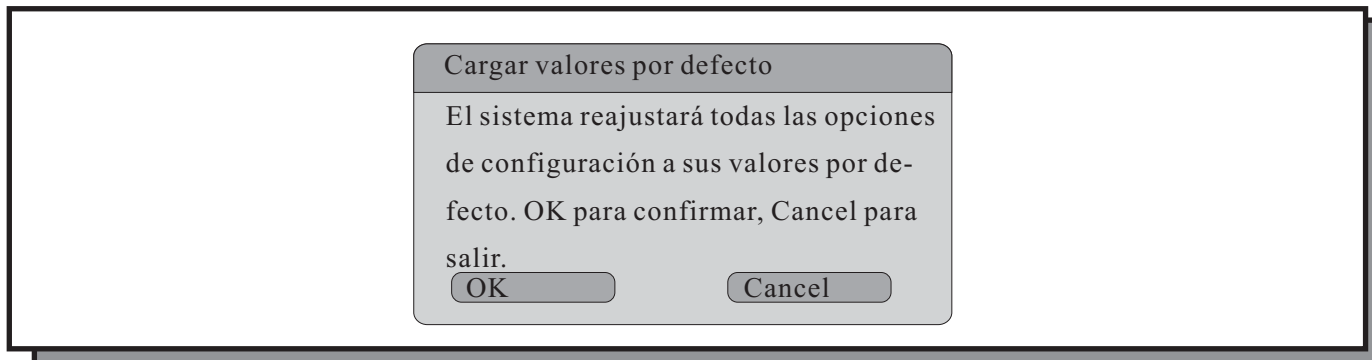 Cargar valores por defecto
El sistema reajustará todas las opciones
de configuración a sus valores por de-
fecto. OK para confirmar, Cancel para
salir.
OK Cancel